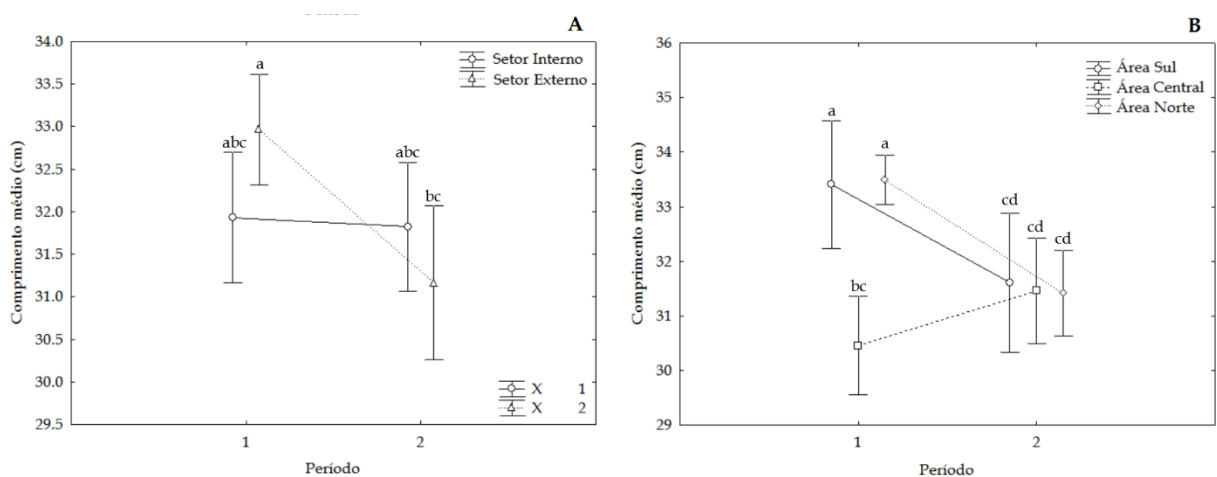 A
Setor Interno
Setor Externo
a
abc
abc
bc
34.0
33.5
33.0
32.5
32.0
31.5
31.0
30.5
30.0
29.5
Comprimento médio (cm)
X 1
X 2
1 2
Período
B
Área Sul
Área Central
Área Norte
a
a
bc
cd
cd
cd
36
35
34
33
32
31
30
29
Comprimento médio (cm)
1 2
Período